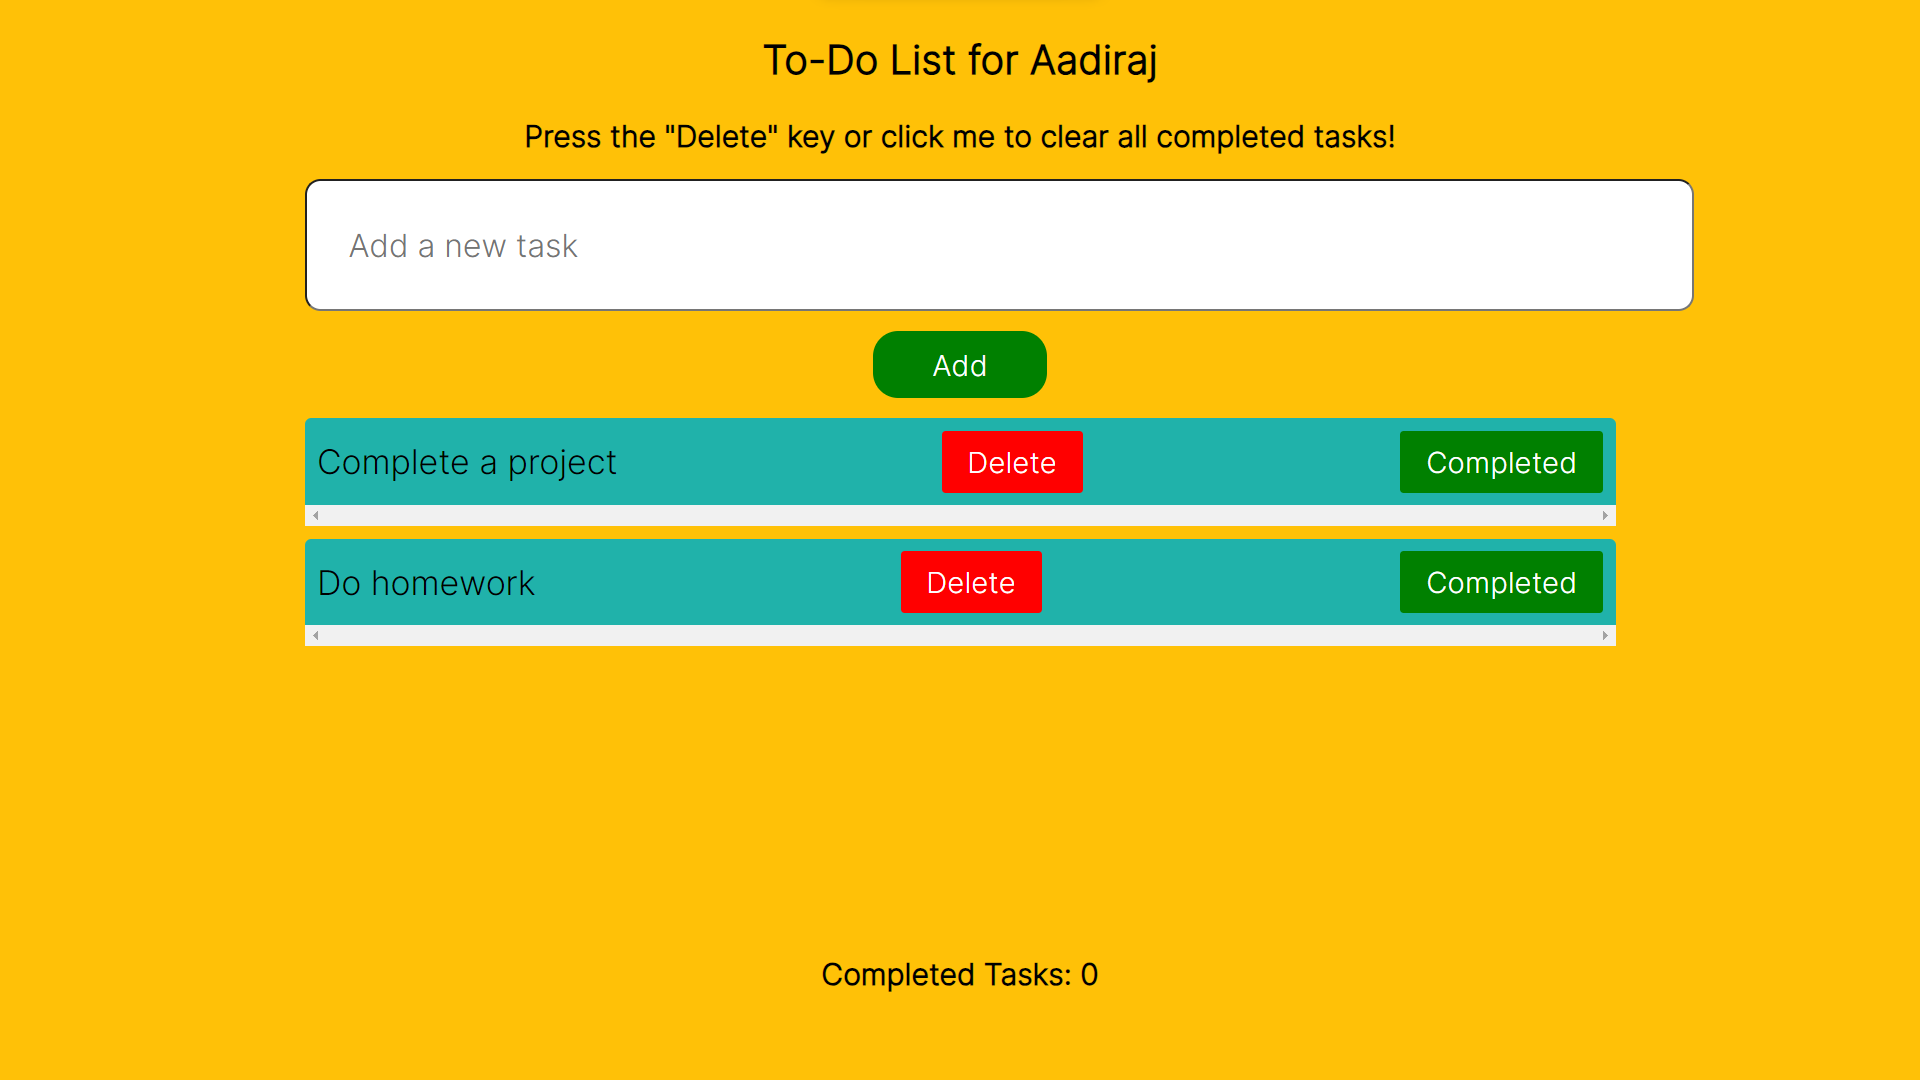 To-Do List for Aadiraj
Press the "Delete" key or click me to clear all completed tasks!
Add a new task
Add
Complete a project Delete Completed
Do homework Delete Completed
Completed Tasks: 0